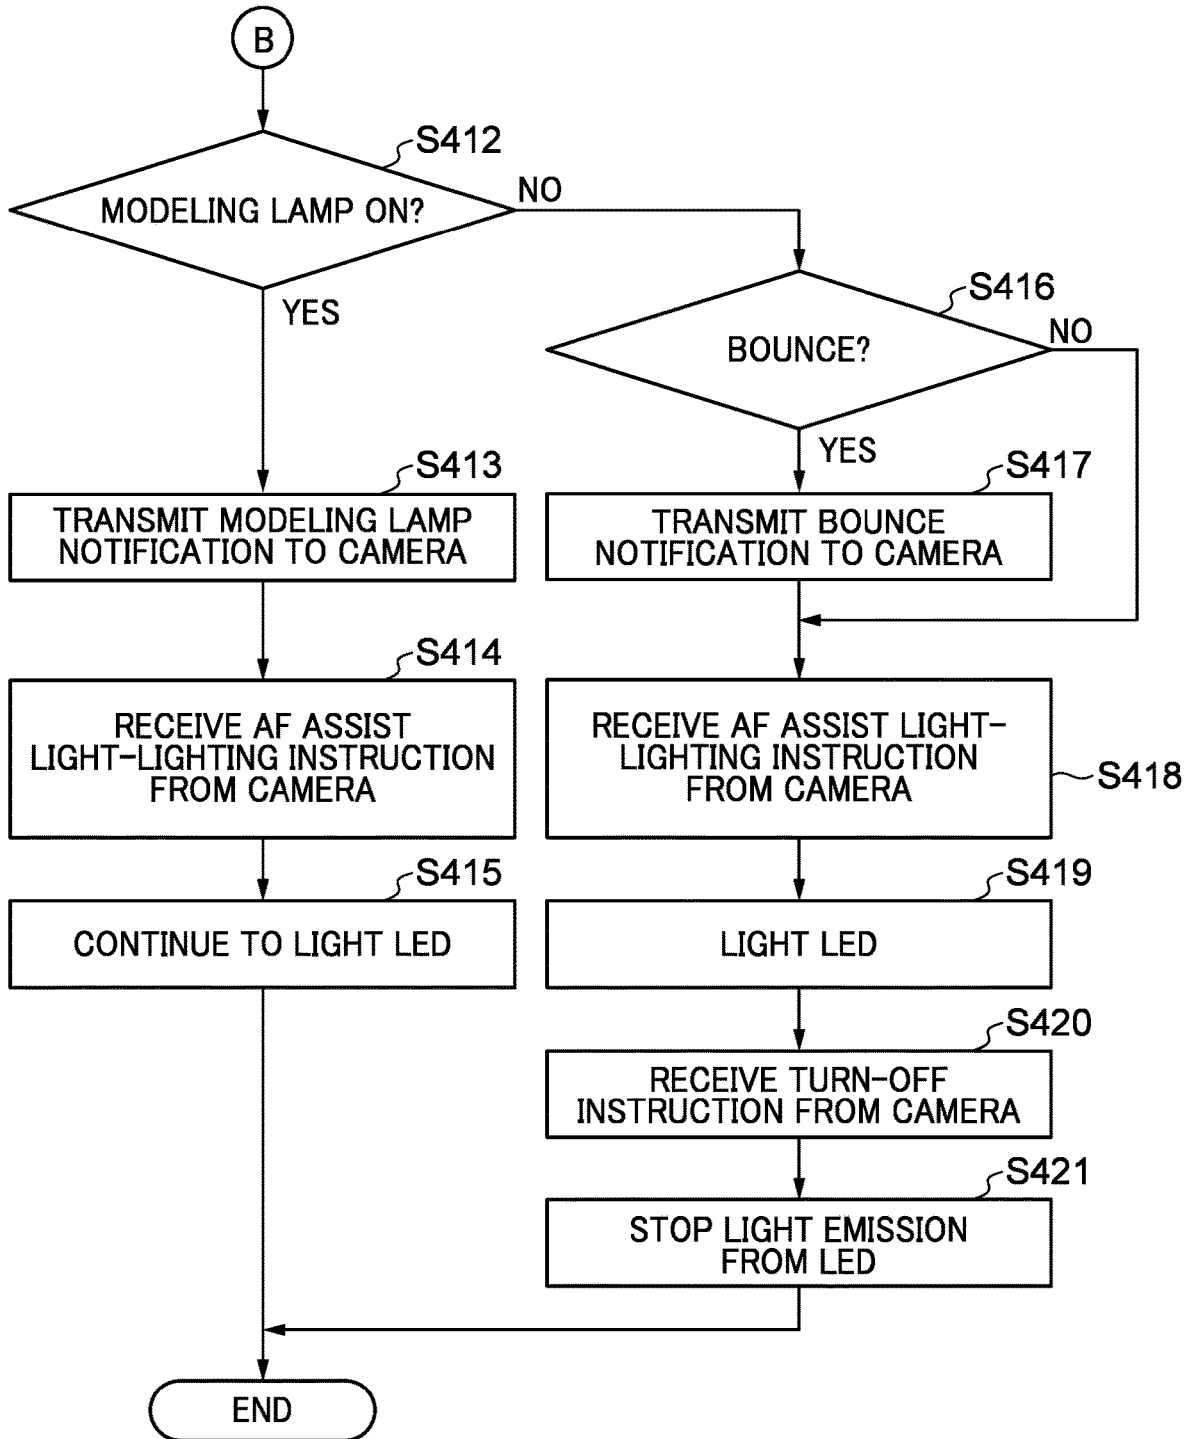 B
S412
MODELING LAMP ON?
NO
YES
S416
BOUNCE?
NO
YES
S413
TRANSMIT MODELING LAMP
NOTIFICATION TO CAMERA
S417
TRANSMIT BOUNCE
NOTIFICATION TO CAMERA
S414
RECEIVE AF ASSIST
LIGHT-LIGHTING INSTRUCTION
FROM CAMERA
RECEIVE AF ASSIST LIGHT-
LIGHTING INSTRUCTION
FROM CAMERA
S418
S415
CONTINUE TO LIGHT LED
S419
LIGHT LED
S420
RECEIVE TURN-OFF
INSTRUCTION FROM CAMERA
S421
STOP LIGHT EMISSION
FROM LED
END